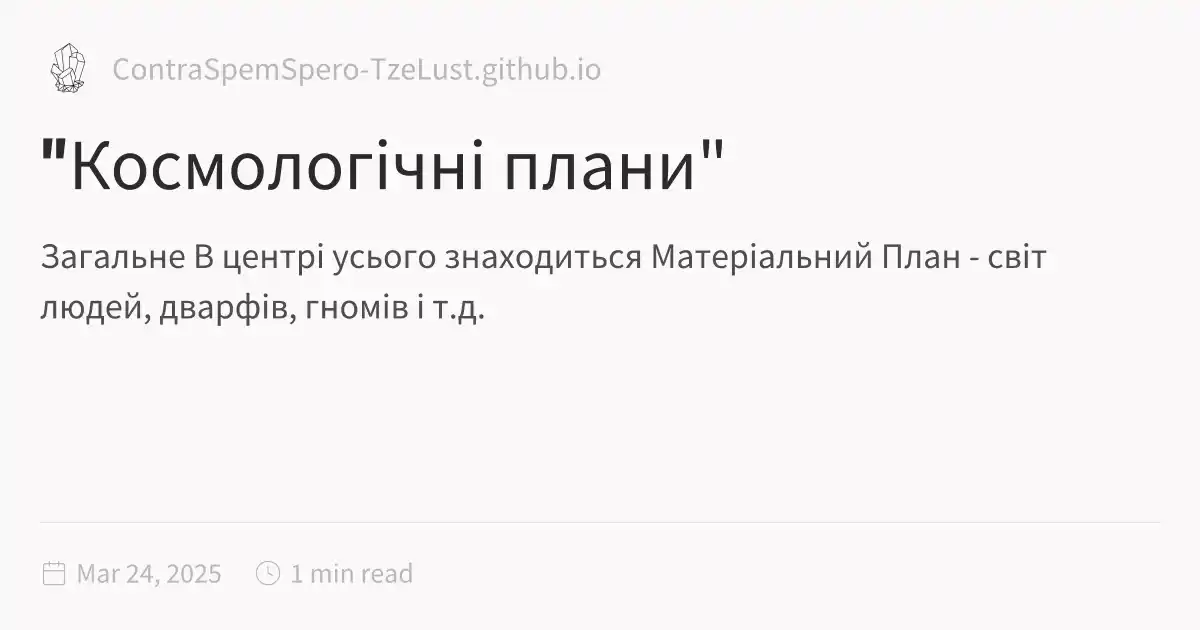 ContraSpemSpero-TzeLust.github.io
"Космологічні плани"
Загальне В центрі усього знаходиться Матеріальний План - світ
людей, дварфів, гномів і т.д.
Mar 24, 2025 1 min read